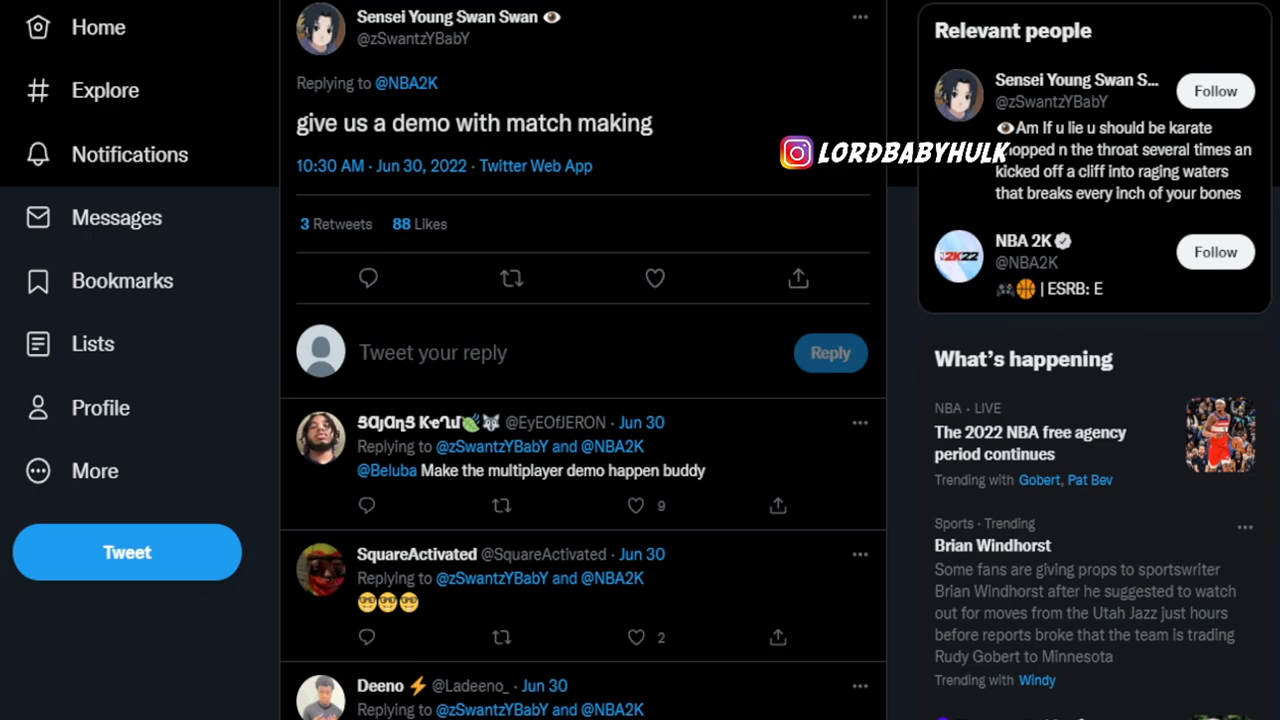 Home
Explore
Notifications
Messages
Bookmarks
Lists
Profile
More
Tweet
Sensei Young Swan Swan 👁
@zSwantzYBabY
Replying to @NBA2K
give us a demo with match making
10:30 AM · Jun 30, 2022 · Twitter Web App
3 Retweets 88 Likes
Tweet your reply
Reply
@EyEOfJERON · Jun 30
Replying to @zSwantzYBabY and @NBA2K
@Beluba Make the multiplayer demo happen buddy
9
SquareActivated @SquareActivated · Jun 30
Replying to @zSwantzYBabY and @NBA2K
🤓🤓🤓
2
Deeno ⚡ @Ladeeno_ · Jun 30
Replying to @zSwantzYBabY and @NBA2K
LORDBABYHULK
Relevant people
Sensei Young Swan S...
Follow
@zSwantzYBabY
👁Am If u lie u should be karate
hopped n the throat several times an
kicked off a cliff into raging waters
that breaks every inch of your bones
2K22
NBA 2K
Follow
@NBA2K
🎮🏀 | ESRB: E
What's happening
NBA · LIVE
The 2022 NBA free agency
period continues
Trending with Gobert, Pat Bev
Sports · Trending
Brian Windhorst
Some fans are giving props to sportswriter
Brian Windhorst after he suggested to watch
out for moves from the Utah Jazz just hours
before reports broke that the team is trading
Rudy Gobert to Minnesota
Trending with Windy